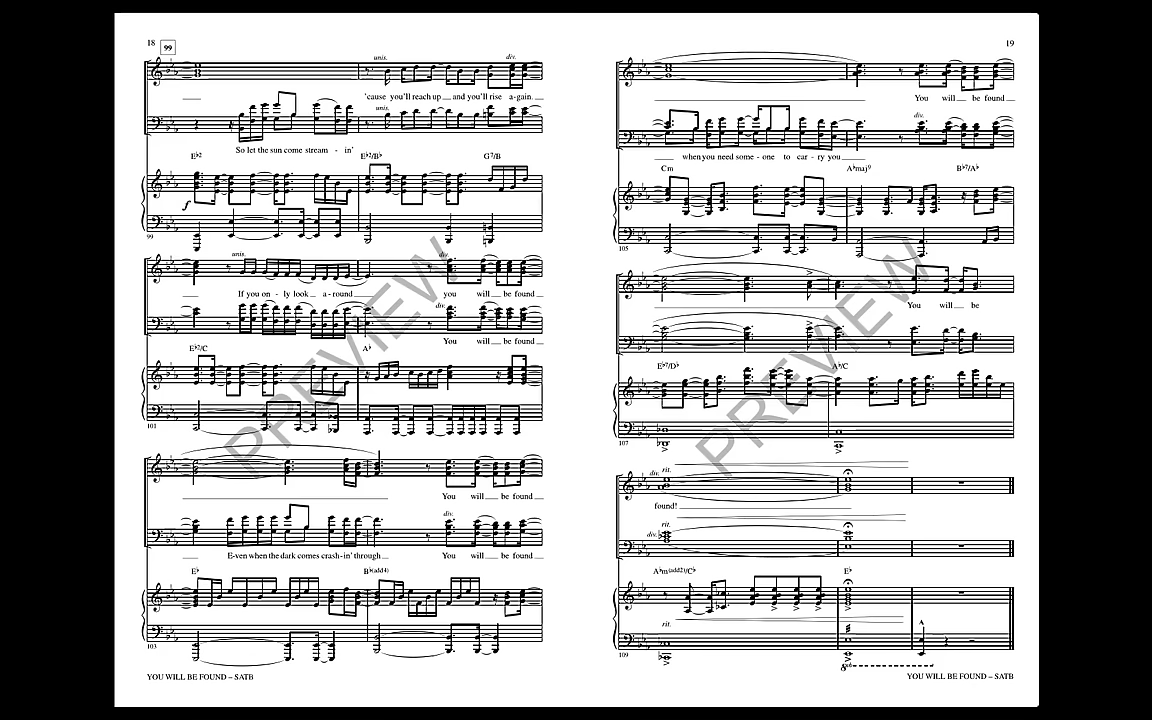 18 99
unis. div.
'cause you'll reach up and you'll rise a-gain.
unis.
So let the sun come stream - in'
E♭2 E♭2/B♭ G7/B
f
99
unis. div.
If you on - ly look a-round you will be found
div.
You will be found
E♭2/C A♭
101
You will be found
div.
E-ven when the dark comes crash-in' through You will be found
E♭ B♭(add4)
103
YOU WILL BE FOUND – SATB
19
You will be found
div.
when you need some - one to car - ry you
Cm A♭maj9 B♭7/A♭
105
You will be
E♭7/D♭ A♭/C
107
div. rit.
found!
rit.
div.
A♭m(add2)/C♭ E♭
rit.
109
YOU WILL BE FOUND – SATB
PREVIEW
PREVIEW